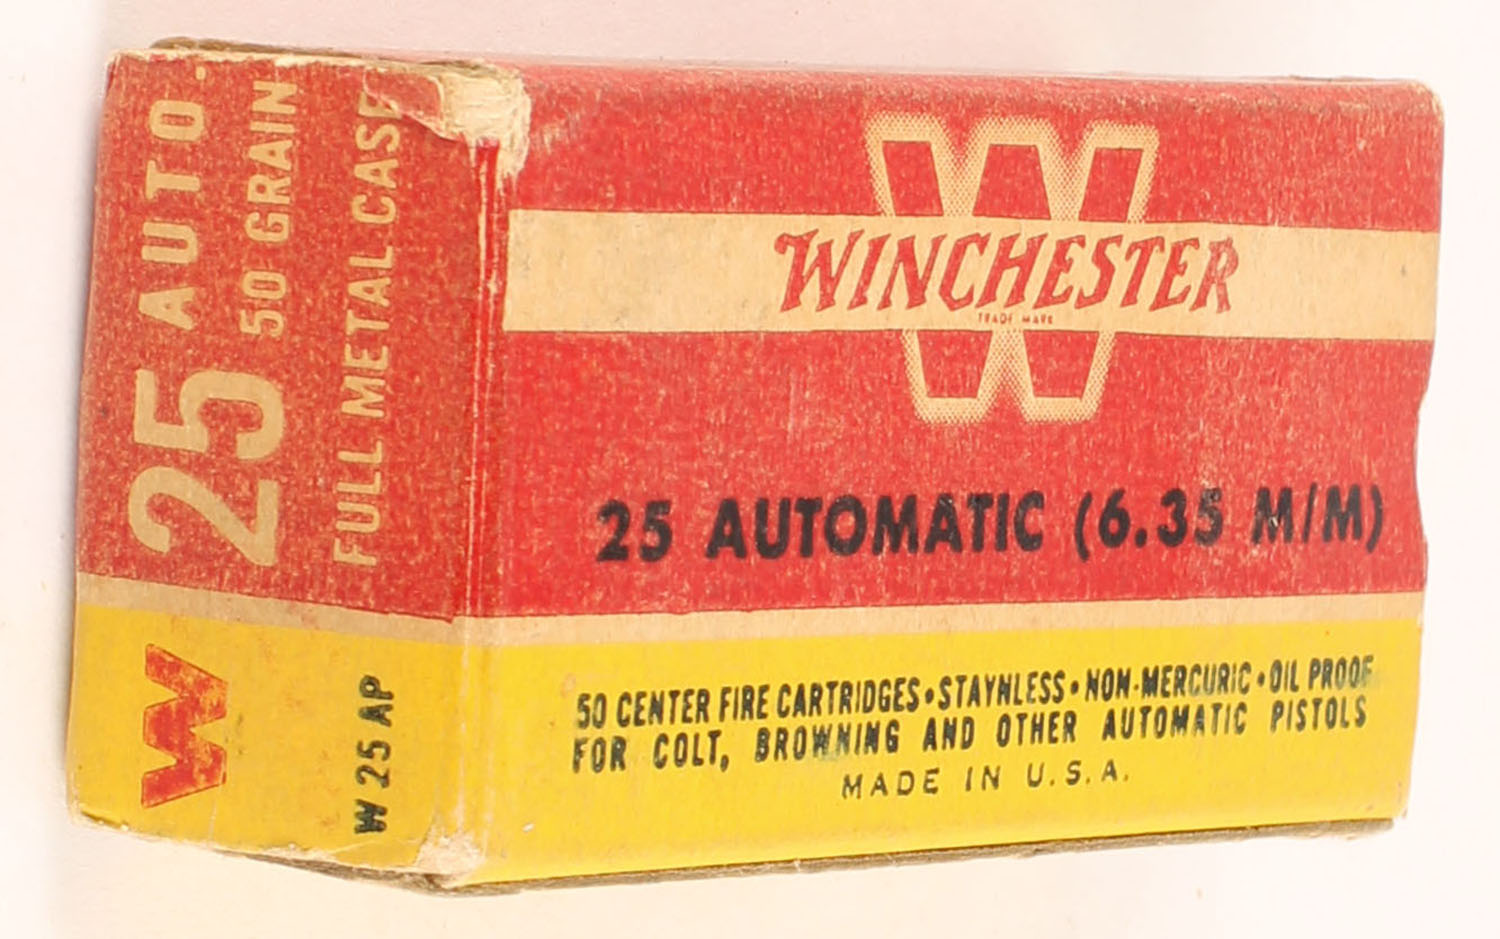 25 AUTO.
50 GRAIN
FULL METAL CASE
W
W 25 AP
W
WINCHESTER
TRADE MARK
25 AUTOMATIC (6.35 M/M)
50 CENTER FIRE CARTRIDGES • STAYNLESS • NON-MERCURIC • OIL PROOF
FOR COLT, BROWNING AND OTHER AUTOMATIC PISTOLS
MADE IN U.S.A.